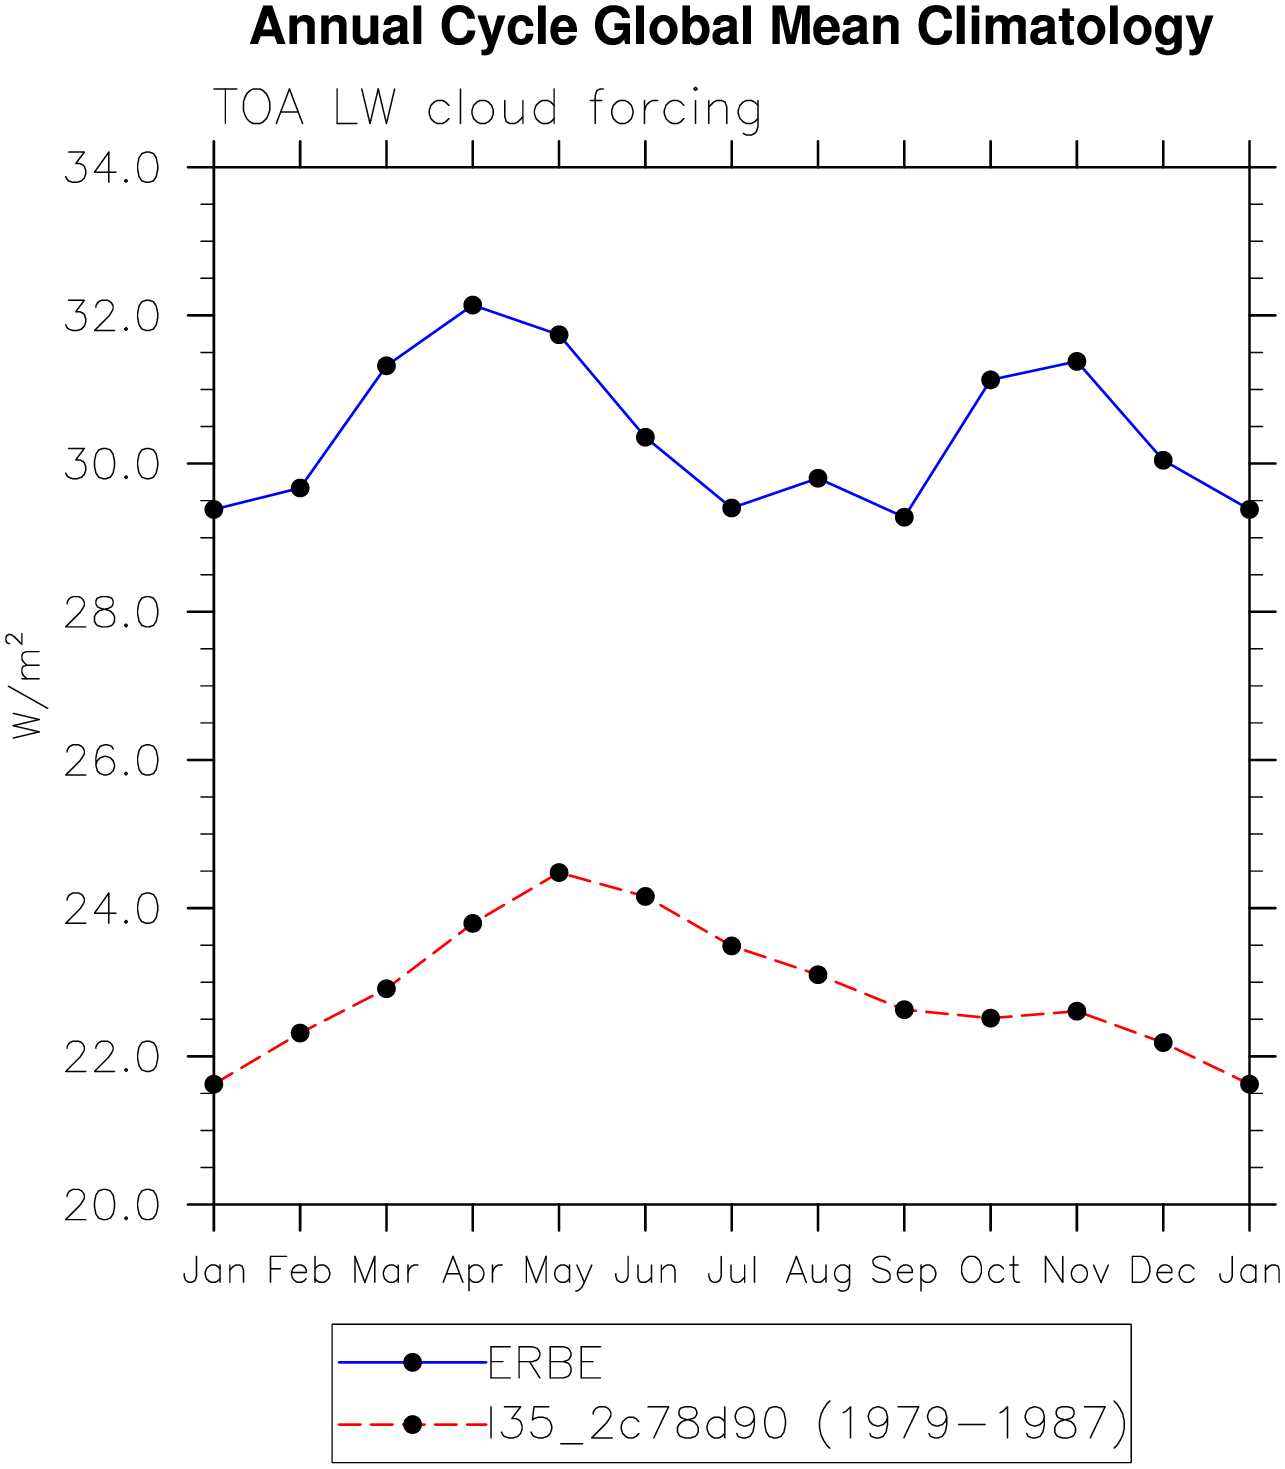 Annual Cycle Global Mean Climatology
TOA LW cloud forcing
34.0
32.0
30.0
28.0
26.0
24.0
22.0
20.0
W/m²
Jan Feb Mar Apr May Jun Jul Aug Sep Oct Nov Dec Jan
ERBE
I35_2c78d90 (1979-1987)